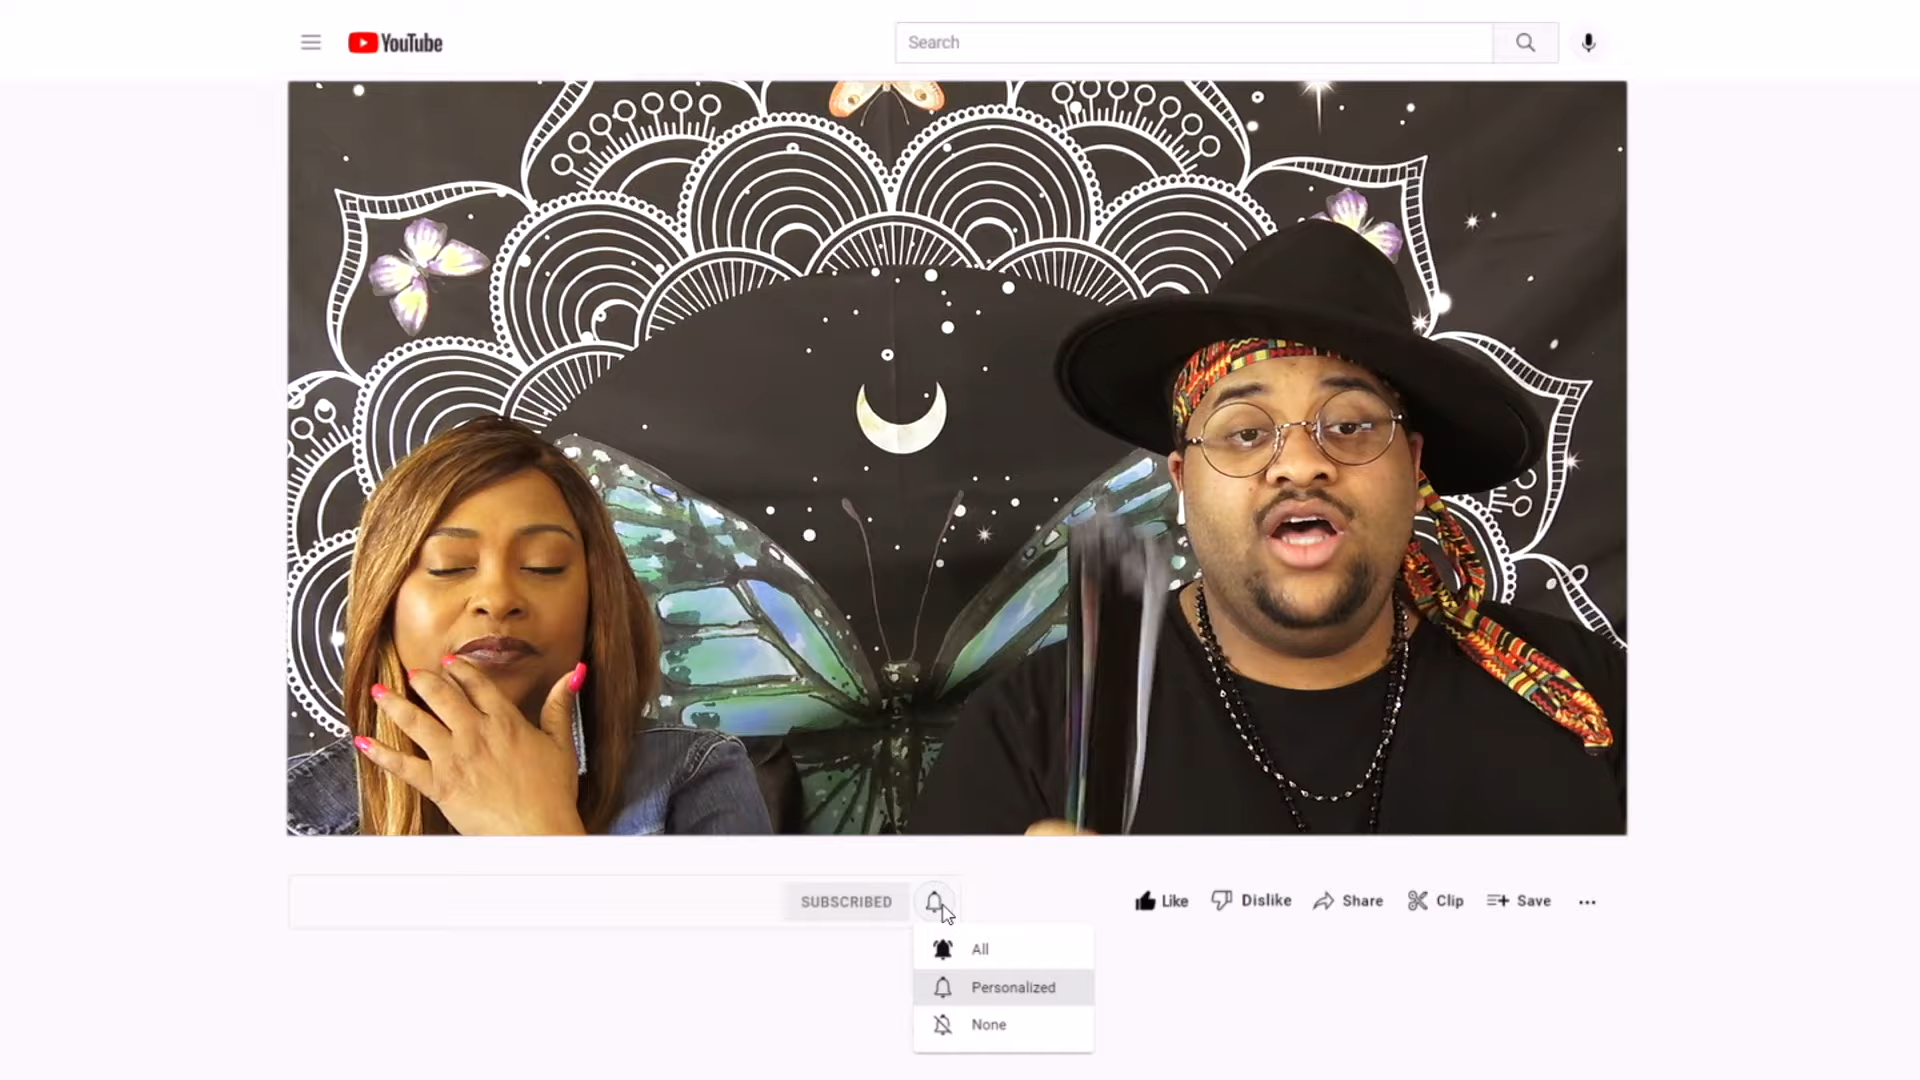 YouTube
Search
SUBSCRIBED
Like
Dislike
Share
Clip
Save
All
Personalized
None